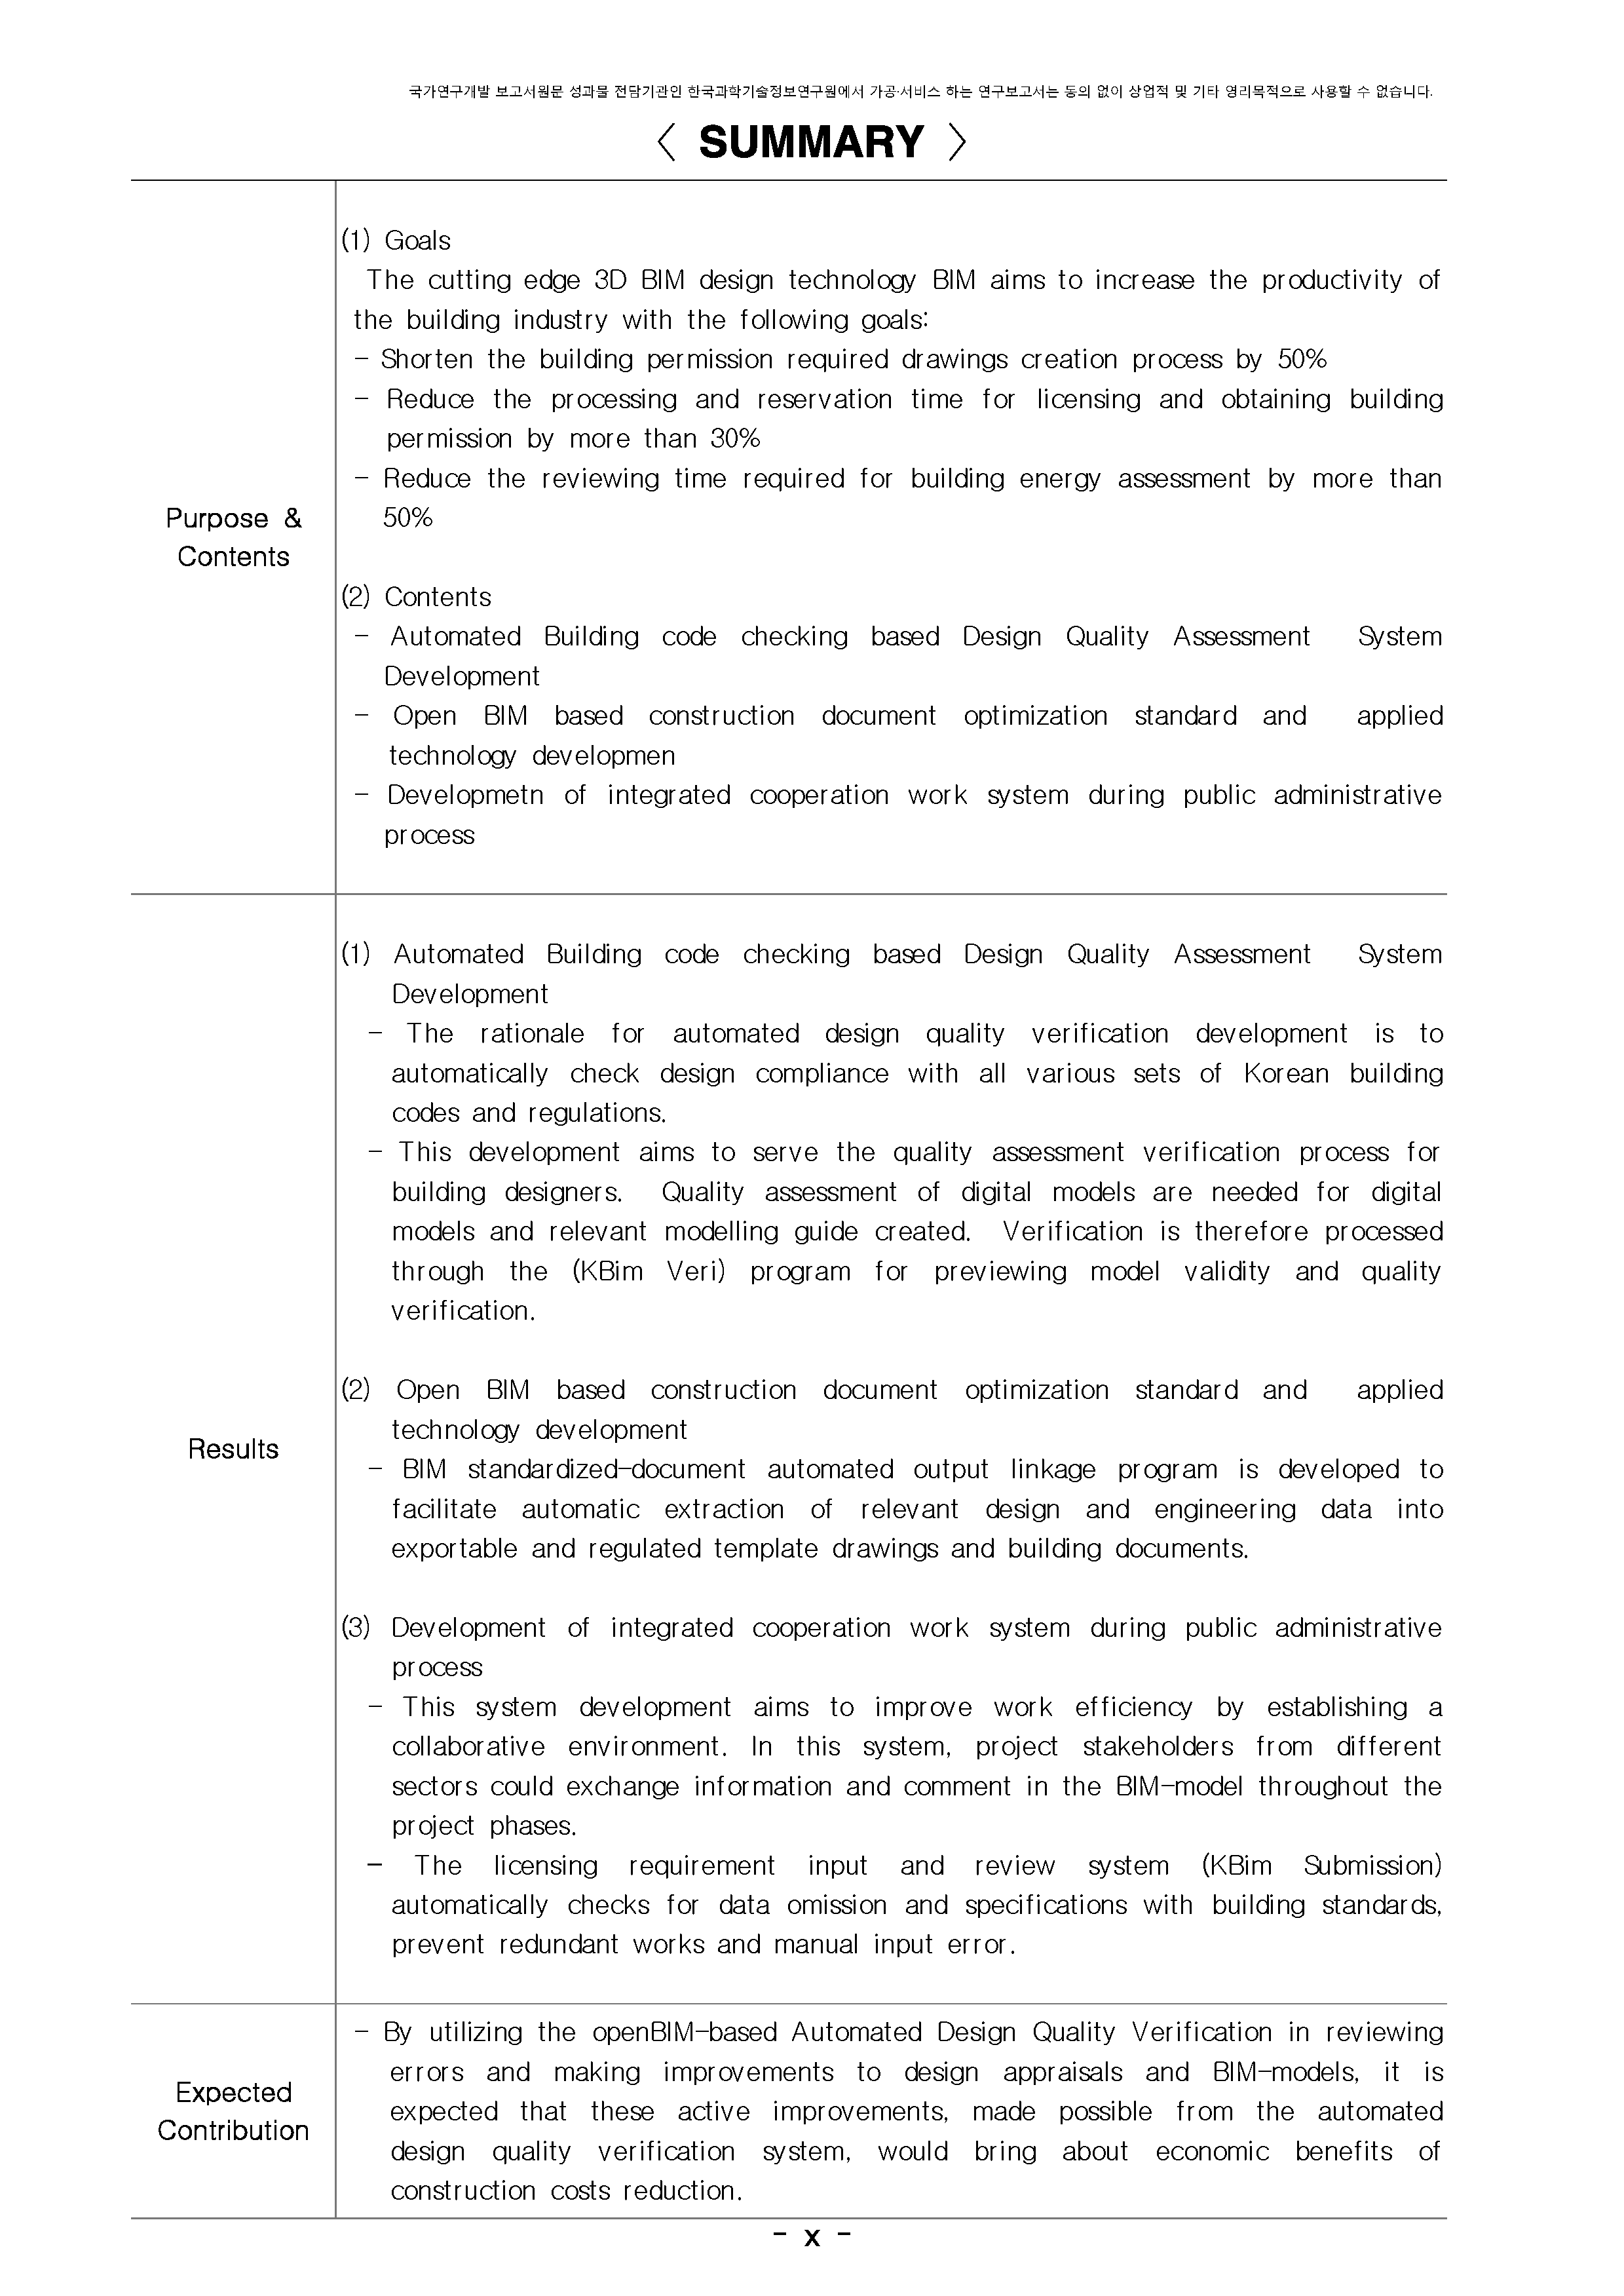 국가연구개발 보고서원문 성과물 전담기관인 한국과학기술정보연구원에서 가공·서비스 하는 연구보고서는 동의 없이 상업적 및 기타 영리목적으로 사용할 수 없습니다.
〈 SUMMARY 〉
Purpose &
Contents
(1) Goals
The cutting edge 3D BIM design technology BIM aims to increase the productivity of
the building industry with the following goals:
- Shorten the building permission required drawings creation process by 50%
- Reduce the processing and reservation time for licensing and obtaining building
permission by more than 30%
- Reduce the reviewing time required for building energy assessment by more than
50%
(2) Contents
- Automated Building code checking based Design Quality Assessment System
Development
- Open BIM based construction document optimization standard and applied
technology developmen
- Developmetn of integrated cooperation work system during public administrative
process
Results
(1) Automated Building code checking based Design Quality Assessment System
Development
- The rationale for automated design quality verification development is to
automatically check design compliance with all various sets of Korean building
codes and regulations.
- This development aims to serve the quality assessment verification process for
building designers. Quality assessment of digital models are needed for digital
models and relevant modelling guide created. Verification is therefore processed
through the (KBim Veri) program for previewing model validity and quality
verification.
(2) Open BIM based construction document optimization standard and applied
technology development
- BIM standardized-document automated output linkage program is developed to
facilitate automatic extraction of relevant design and engineering data into
exportable and regulated template drawings and building documents.
(3) Development of integrated cooperation work system during public administrative
process
- This system development aims to improve work efficiency by establishing a
collaborative environment. In this system, project stakeholders from different
sectors could exchange information and comment in the BIM-model throughout the
project phases.
- The licensing requirement input and review system (KBim Submission)
automatically checks for data omission and specifications with building standards,
prevent redundant works and manual input error.
Expected
Contribution
- By utilizing the openBIM-based Automated Design Quality Verification in reviewing
errors and making improvements to design appraisals and BIM-models, it is
expected that these active improvements, made possible from the automated
design quality verification system, would bring about economic benefits of
construction costs reduction.
- x -